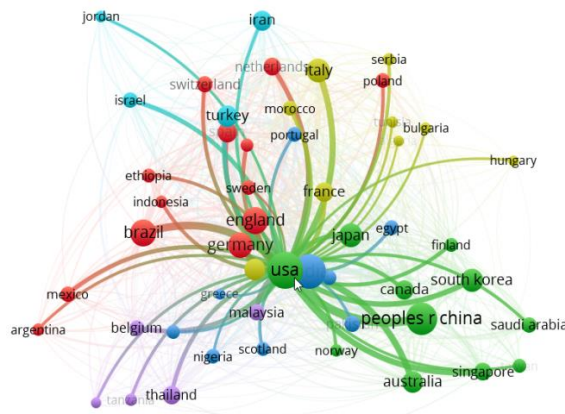 jordan
iran
serbia
netherlands
italy
switzerland
poland
israel
morocco
turkey
portugal
bulgaria
hungary
ethiopia
sweden
france
indonesia
england
brazil
japan
egypt
germany
finland
usa
south korea
canada
mexico
greece
malaysia
peoples r china
saudi arabia
argentina
belgium
nigeria
scotland
norway
singapore
australia
thailand
tanzania